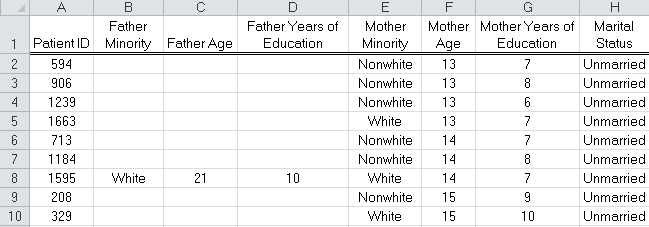 A B C D E F G H
1 Patient ID Father Minority Father Age Father Years of Education Mother Minority Mother Age Mother Years of Education Marital Status
2 594 Nonwhite 13 7 Unmarried
3 906 Nonwhite 13 8 Unmarried
4 1239 Nonwhite 13 6 Unmarried
5 1663 White 13 7 Unmarried
6 713 Nonwhite 14 7 Unmarried
7 1184 Nonwhite 14 8 Unmarried
8 1595 White 21 10 White 14 7 Unmarried
9 208 Nonwhite 15 9 Unmarried
10 329 White 15 10 Unmarried